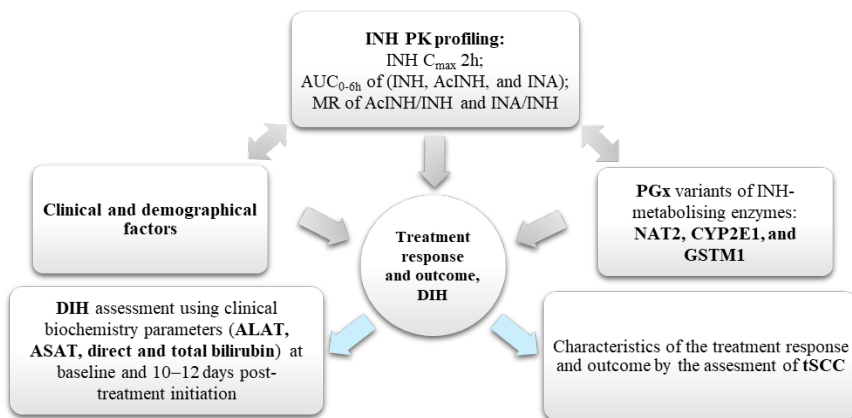 INH PK profiling:
INH Cmax 2h;
AUC0-6h of (INH, AcINH, and INA);
MR of AcINH/INH and INA/INH
Clinical and demographical
factors
PGx variants of INH-
metabolising enzymes:
NAT2, CYP2E1, and
GSTM1
Treatment
response
and outcome,
DIH
DIH assessment using clinical
biochemistry parameters (ALAT,
ASAT, direct and total bilirubin) at
baseline and 10–12 days post-
treatment initiation
Characteristics of the treatment response
and outcome by the assesment of tSCC